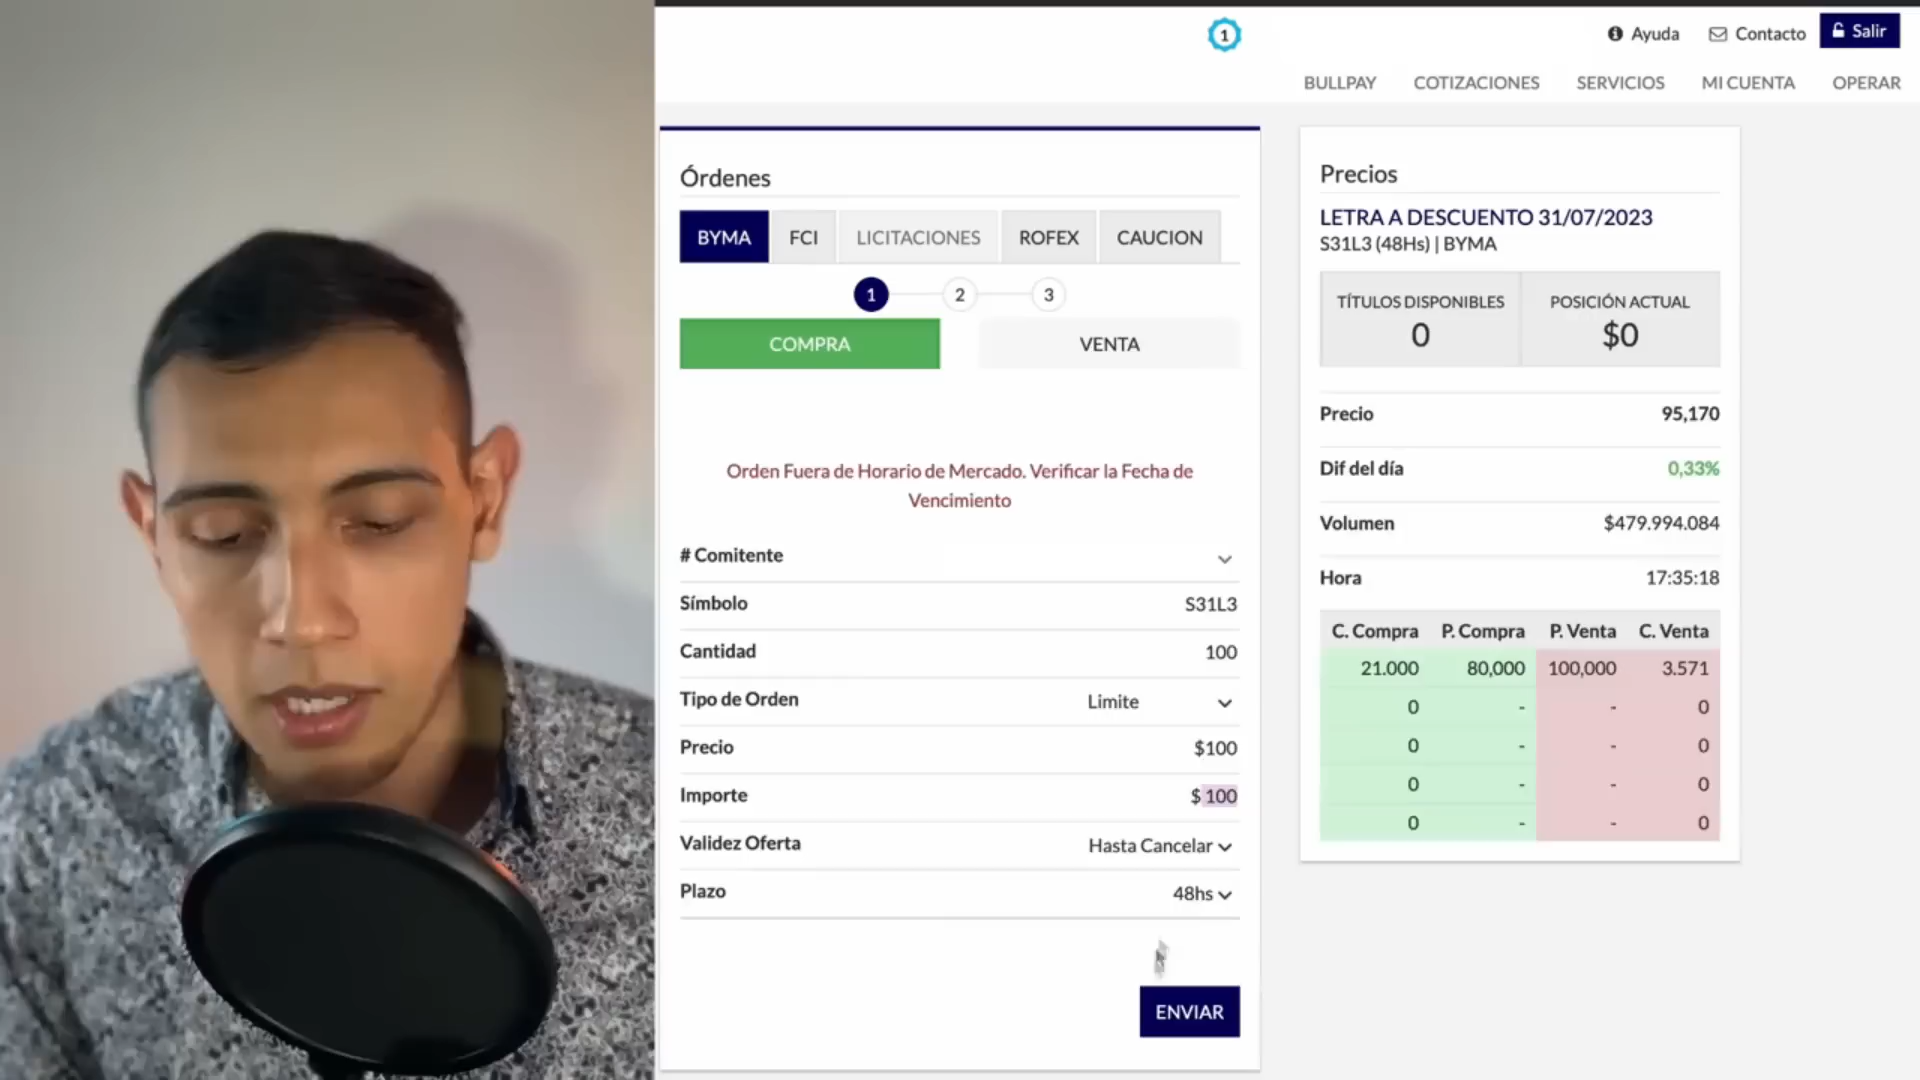 1
Ayuda
Contacto
Salir
BULLPAY COTIZACIONES SERVICIOS MI CUENTA OPERAR
Órdenes
BYMA FCI LICITACIONES ROFEX CAUCION
1 2 3
COMPRA VENTA
Orden Fuera de Horario de Mercado. Verificar la Fecha de
Vencimiento
# Comitente
Símbolo S31L3
Cantidad 100
Tipo de Orden Limite
Precio $100
Importe $ 100
Validez Oferta Hasta Cancelar
Plazo 48hs
ENVIAR
Precios
LETRA A DESCUENTO 31/07/2023
S31L3 (48Hs) | BYMA
TÍTULOS DISPONIBLES POSICIÓN ACTUAL
0 $0
Precio 95,170
Dif del día 0,33%
Volumen $479.994.084
Hora 17:35:18
C. Compra P. Compra P. Venta C. Venta
21.000 80,000 100,000 3.571
0 - - 0
0 - - 0
0 - - 0
0 - - 0